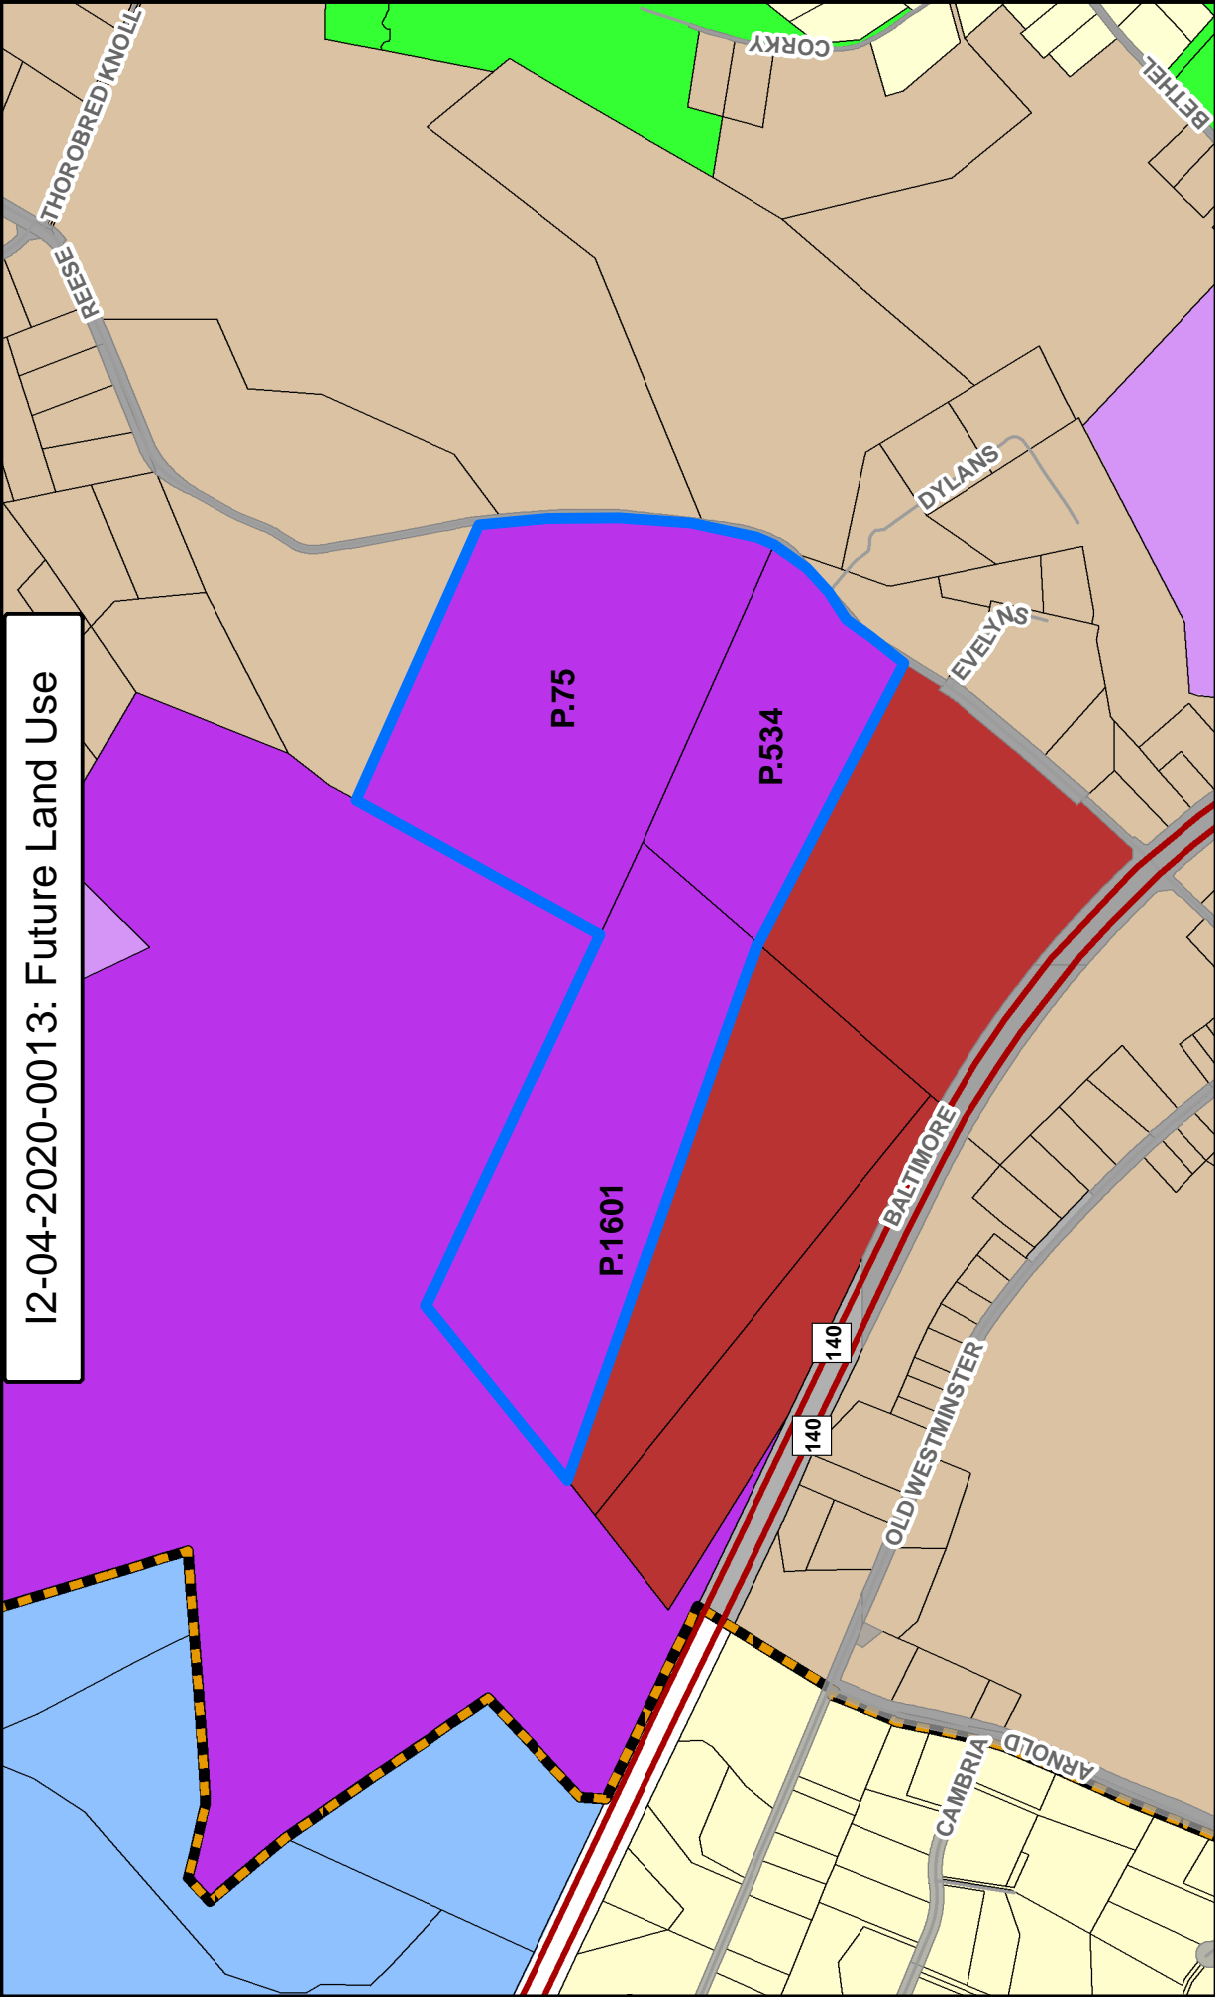 I2-04-2020-0013: Future Land Use
THOROBRED KNOLL
REESE
CORKY
BETHEL
DYLANS
EVELYNS
P.75
P.534
P.1601
BALTIMORE
140
140
OLD WESTMINSTER
CAMBRIA
ARNOLD